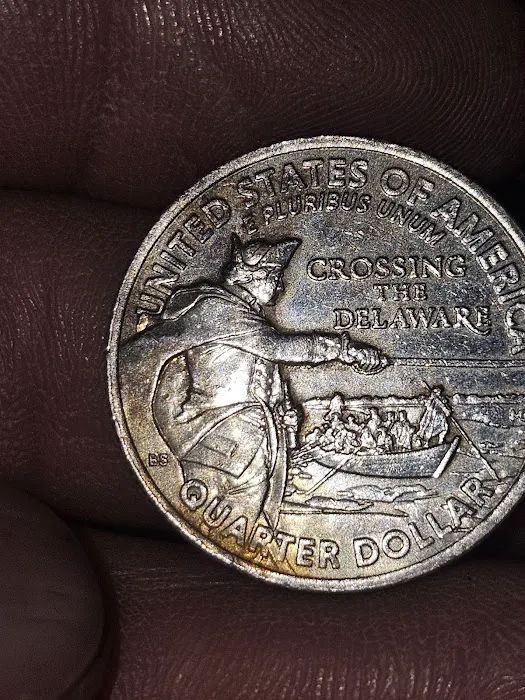 UNITED STATES OF AMERICA
E PLURIBUS UNUM
CROSSING
THE
DELAWARE
BS
QUARTER DOLLAR